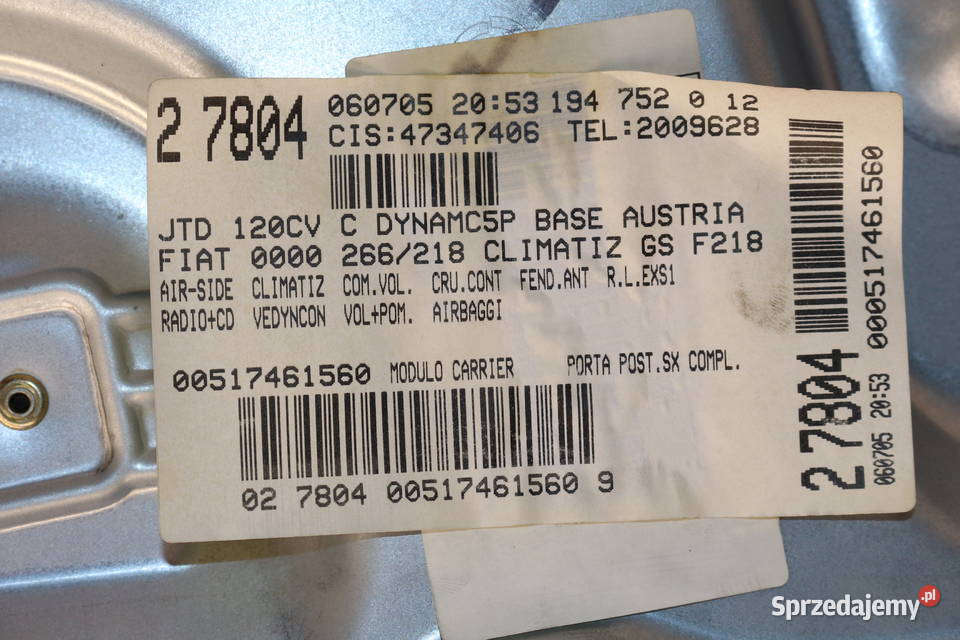 2 7804
060705 20:53 194 752 0 12
CIS:47347406 TEL:2009628
JTD 120CV C DYNAMC5P BASE AUSTRIA
FIAT 0000 266/218 CLIMATIZ GS F218
AIR-SIDE CLIMATIZ COM.VOL. CRU.CONT FEND.ANT R.L.EXS1
RADIO+CD VEDYNCON VOL+POM. AIRBAGGI
00517461560 MODULO CARRIER PORTA POST.SX COMPL.
02 7804 00517461560 9
2 7804
060705 20:53 00051746156​0
Sprzedajemy.pl